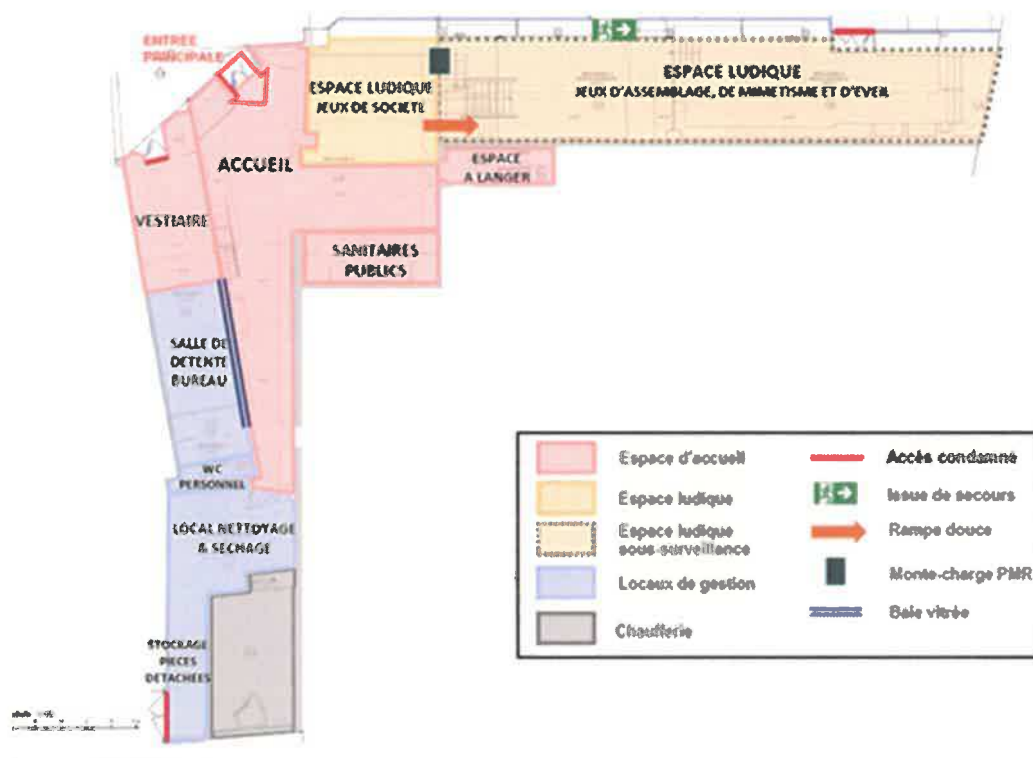 ENTREE
PRINCIPALE
ESPACE LUDIQUE
JEUX DE SOCIETE
ESPACE LUDIQUE
JEUX D'ASSEMBLAGE, DE MIMETISME ET D'EVEIL
ACCUEIL
ESPACE
A LANGER
VESTIAIRE
SANITAIRES
PUBLICS
SALLE DE
DETENTE
BUREAU
WC
PERSONNEL
LOCAL NETTOYAGE
& SECHAGE
STOCKAGE
PIECES
DETACHEES
Espace d'accueil
Espace ludique
Espace ludique
sous-surveillance
Locaux de gestion
Chaufferie
Accès condamné
Issue de secours
Rampe douce
Monte-charge PMR
Baie vitrée